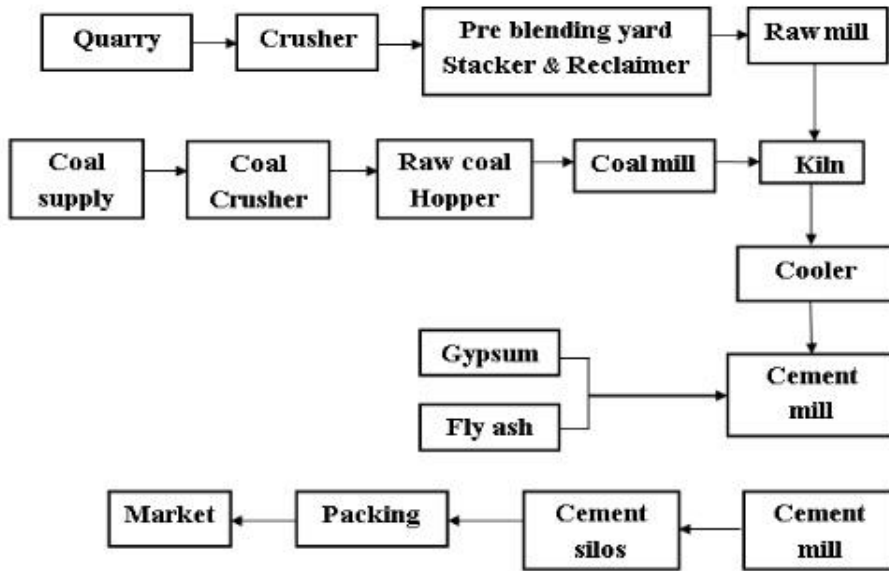 Quarry
Crusher
Pre blending yard
Stacker & Reclaimer
Raw mill
Coal
supply
Coal
Crusher
Raw coal
Hopper
Coal mill
Kiln
Cooler
Gypsum
Fly ash
Cement
mill
Market
Packing
Cement
silos
Cement
mill